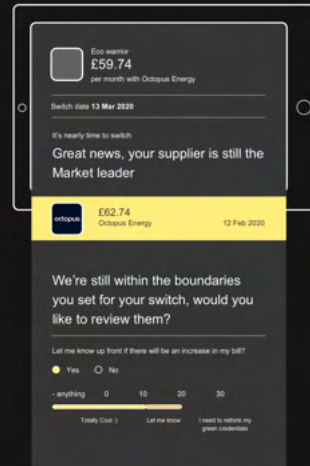 Eco warrior
£59.74
per month with Octopus Energy
Switch date 13 Mar 2020
It's nearly time to switch
Great news, your supplier is still the
Market leader
octopus
£62.74
Octopus Energy
12 Feb 2020
We're still within the boundaries
you set for your switch, would you
like to review them?
Let me know up front if there will be an increase in my bill?
Yes No
- anything 0 10 20 30
Totally Cool :) Let me know I need to rethink my
green credentials